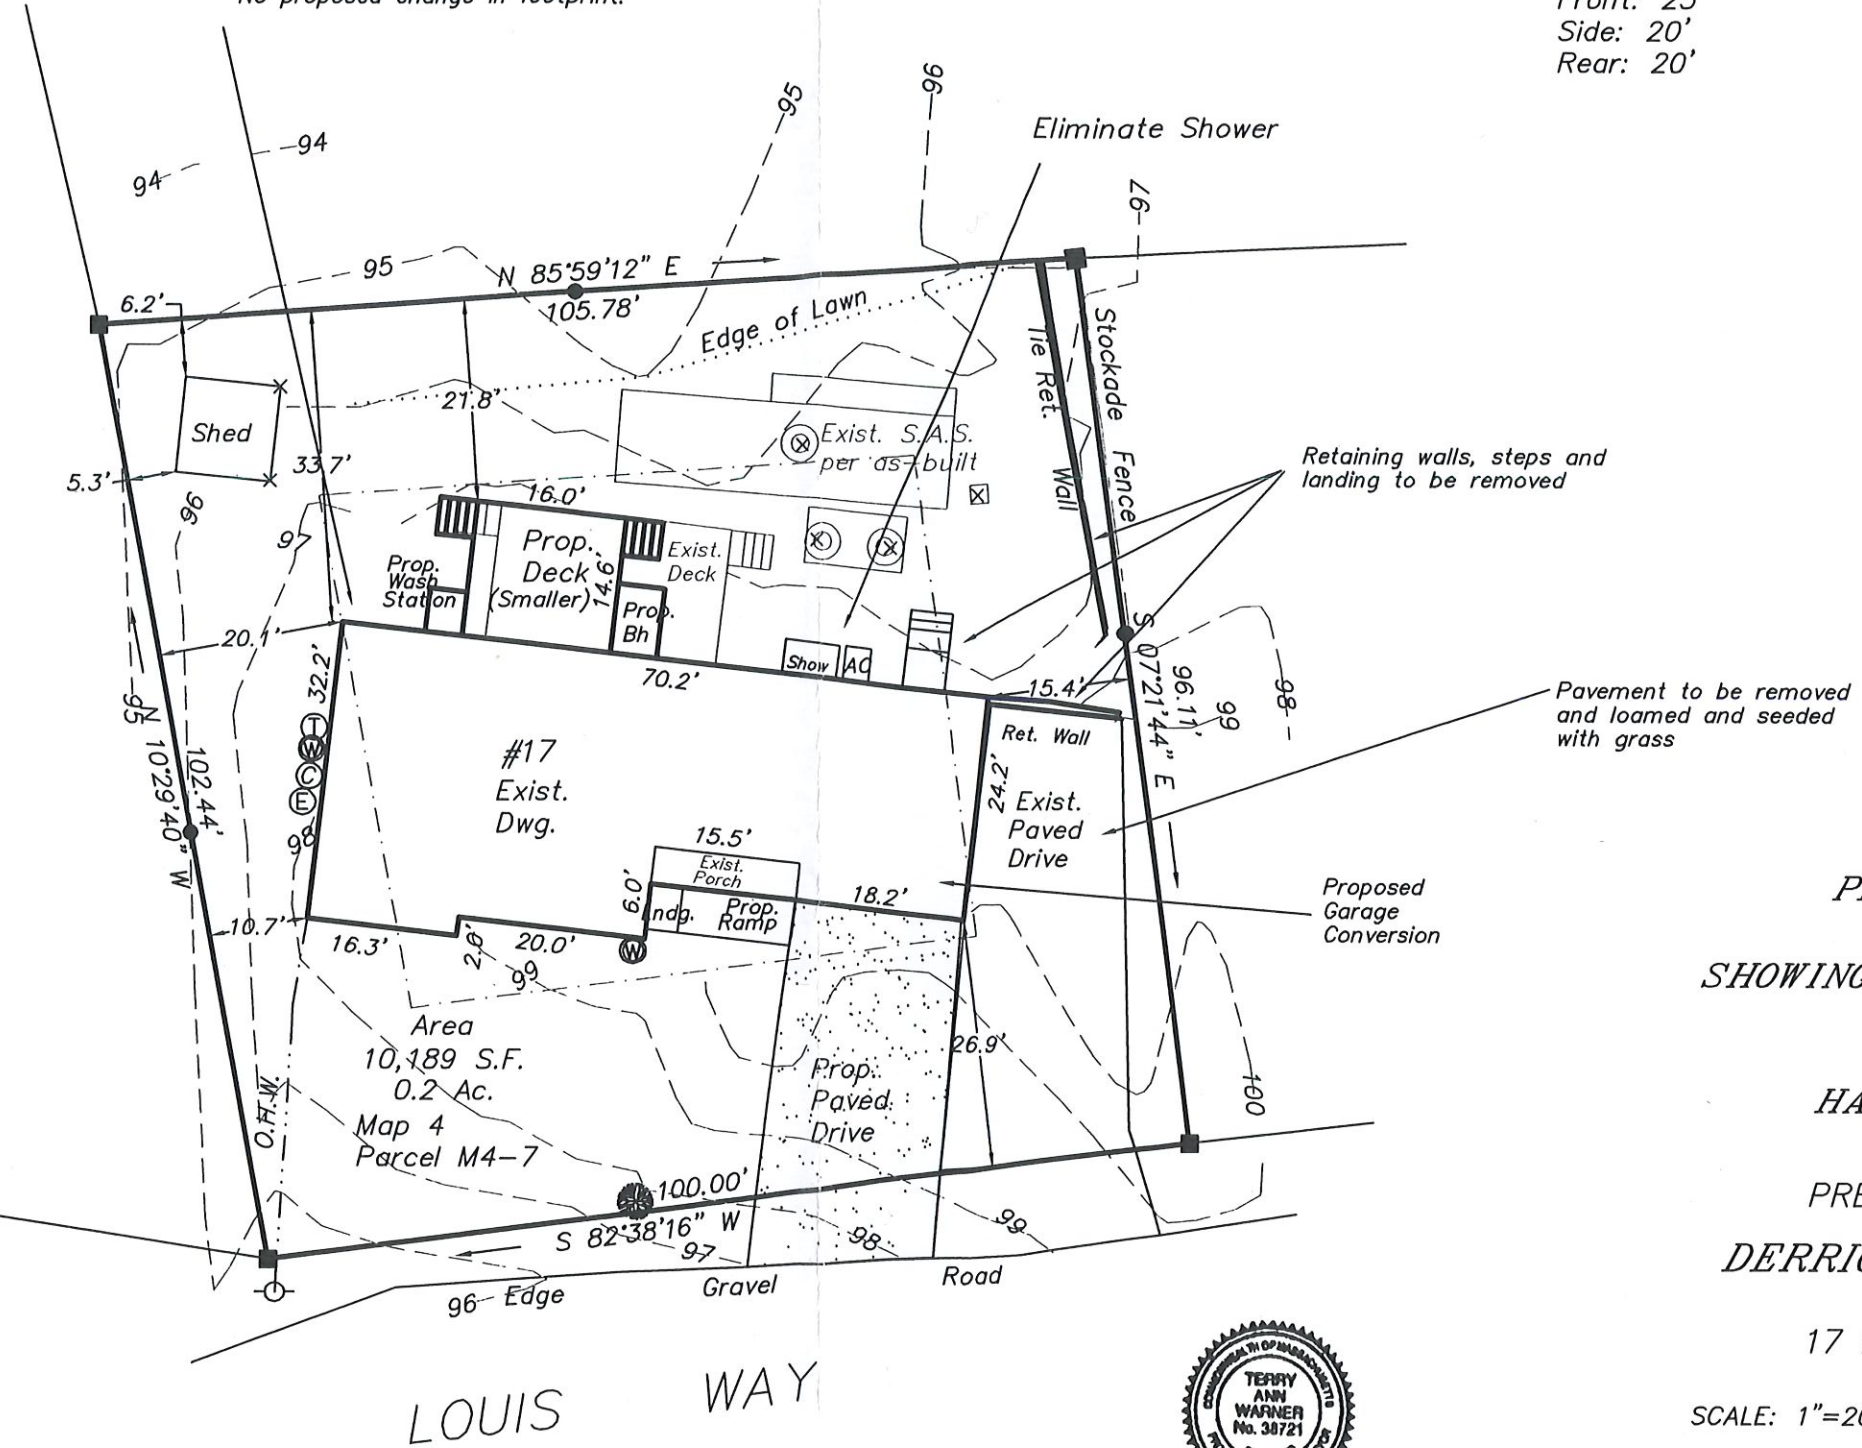 No proposed change in footprint.
Front: 25'
Side: 20'
Rear: 20'
95
96
Eliminate Shower
94
94
97
95
N 85°59'12" E
105.78'
6.2'
Edge of Lawn
Tie Ret. Wall
Stockade Fence
21.8'
Shed
33.7'
5.3'
Exist. S.A.S.
per as-built
Retaining walls, steps and
landing to be removed
96
97
16.0'
Prop.
Deck
(Smaller)
14.6'
Exist.
Deck
Prop.
Wash
Station
Prop.
Bh
20.1'
32.2'
70.2'
Show
AC
15.4'
S 07°21'44" E
96.11'
99
98
95
N 10°29'40" W
102.44'
T
W
C
E
98
#17
Exist.
Dwg.
Ret. Wall
24.2'
Exist.
Paved
Drive
Pavement to be removed
and loamed and seeded
with grass
15.5'
Exist.
Porch
6.0'
Lndg.
Prop.
Ramp
18.2'
Proposed
Garage
Conversion
10.7'
16.3'
2.0'
20.0'
W
99
SHOWING
Area
10,189 S.F.
0.2 Ac.
Map 4
Parcel M4-7
O.H.W.
26.9'
Prop.
Paved
Drive
100
HA
PRE
100.00'
S 82°38'16" W
97
98
99
96
Edge
Gravel
Road
DERRI
17
LOUIS WAY
COMMONWEALTH OF MASSACHUSETTS
TERRY
ANN
WARNER
No. 38721
SCALE: 1"=20